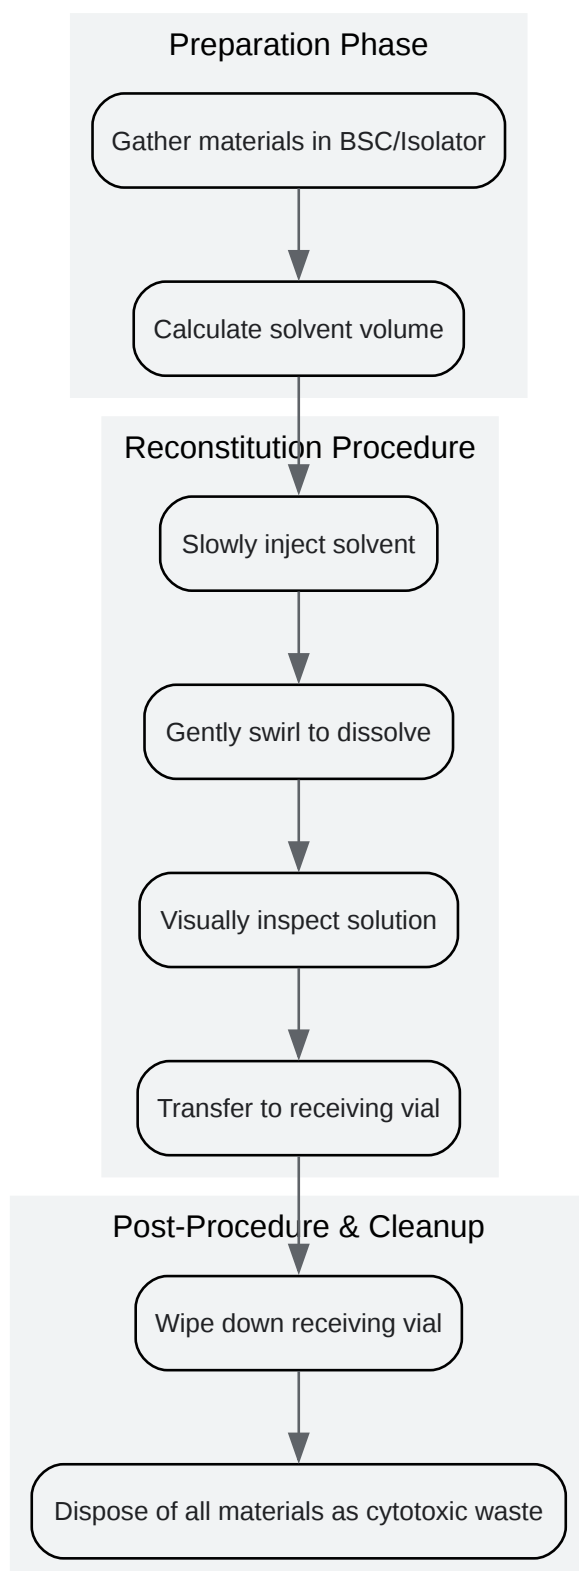 Preparation Phase
Gather materials in BSC/Isolator
Calculate solvent volume
Reconstitution Procedure
Slowly inject solvent
Gently swirl to dissolve
Visually inspect solution
Transfer to receiving vial
Post-Procedure & Cleanup
Wipe down receiving vial
Dispose of all materials as cytotoxic waste